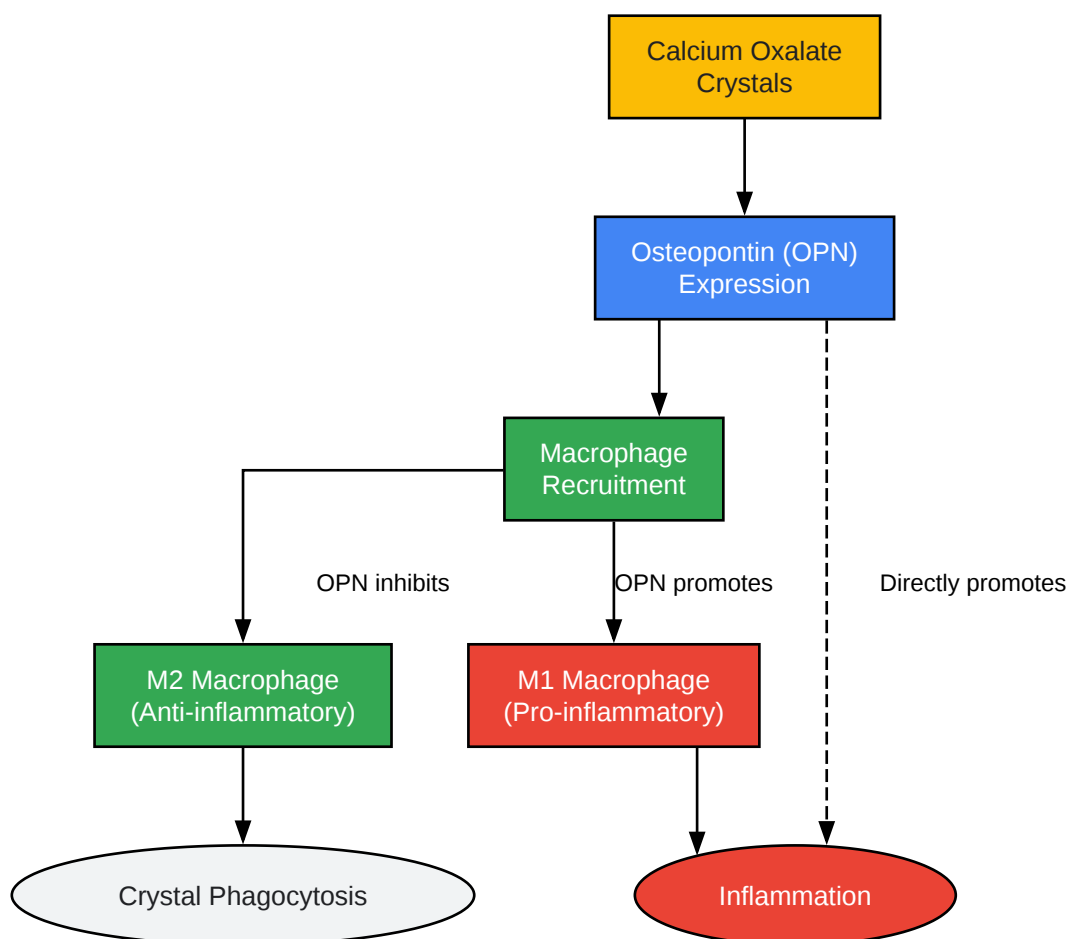 Calcium Oxalate
Crystals
Osteopontin (OPN)
Expression
Macrophage
Recruitment
OPN inhibits
OPN promotes
Directly promotes
M2 Macrophage
(Anti-inflammatory)
M1 Macrophage
(Pro-inflammatory)
Crystal Phagocytosis
Inflammation